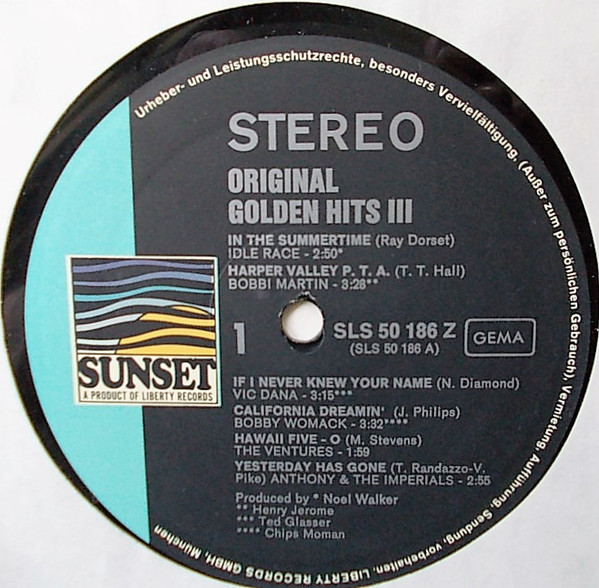 Urheber- und Leistungsschutzrechte, besonders Vervielfältigung, (Außer zum persönlichen Gebrauch), Vermietung, Aufführung, Sendung, vorbehalten. LIBERTY RECORDS GMBH, München
STEREO
ORIGINAL
GOLDEN HITS III
IN THE SUMMERTIME (Ray Dorset)
IDLE RACE - 2:50*
HARPER VALLEY P. T. A. (T. T. Hall)
BOBBI MARTIN - 3:28**
1
SLS 50 186 Z
(SLS 50 186 A)
GEMA
SUNSET
A PRODUCT OF LIBERTY RECORDS
IF I NEVER KNEW YOUR NAME (N. Diamond)
VIC DANA - 3:15***
CALIFORNIA DREAMIN' (J. Philips)
BOBBY WOMACK - 3:32****
HAWAII FIVE - O (M. Stevens)
THE VENTURES - 1:59
YESTERDAY HAS GONE (T. Randazzo-V.
Pike) ANTHONY & THE IMPERIALS - 2:55
Produced by * Noel Walker
** Henry Jerome
*** Ted Glasser
**** Chips Moman